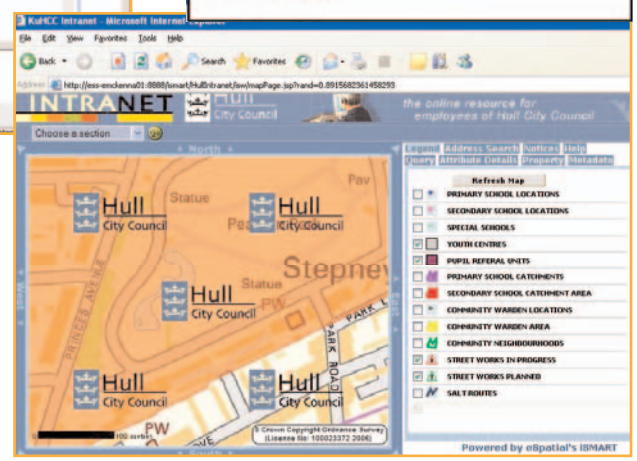 KuHCC Intranet - Microsoft Internet Explorer
File Edit View Favorites Tools Help
Back Search Favorites
Address http://ess-emckenna01:8888/ismart/HullIntranet/isw/mapPage.jsp?rand=0.8915682361458293
INTRANET
Hull
City Council
the online resource for
employees of Hull City Council
Choose a section
North
Legend Address Search Notices Help
Query Attribute Details Property Metadata
Refresh Map
PRIMARY SCHOOL LOCATIONS
SECONDARY SCHOOL LOCATIONS
SPECIAL SCHOOLS
YOUTH CENTRES
PUPIL REFERAL UNITS
PRIMARY SCHOOL CATCHMENTS
SECONDARY SCHOOL CATCHMENT AREA
COMMUNITY WARDEN LOCATIONS
COMMUNITY WARDEN AREA
COMMUNITY NEIGHBOURHOODS
STREET WORKS IN PROGRESS
STREET WORKS PLANNED
SALT ROUTES
Pav
Statue
Hull
City Council
Hull
City Council
Stepney
Statue
PW
Hull
City Council
PRINCES AVENUE
PARK
PARK ROAD
Hull
City Council
Hull
City Council
PW
100 metres
© Crown Copyright Ordnance Survey
(License No: 100023372 2006)
West
East
South
Powered by eSpatial's iSMART